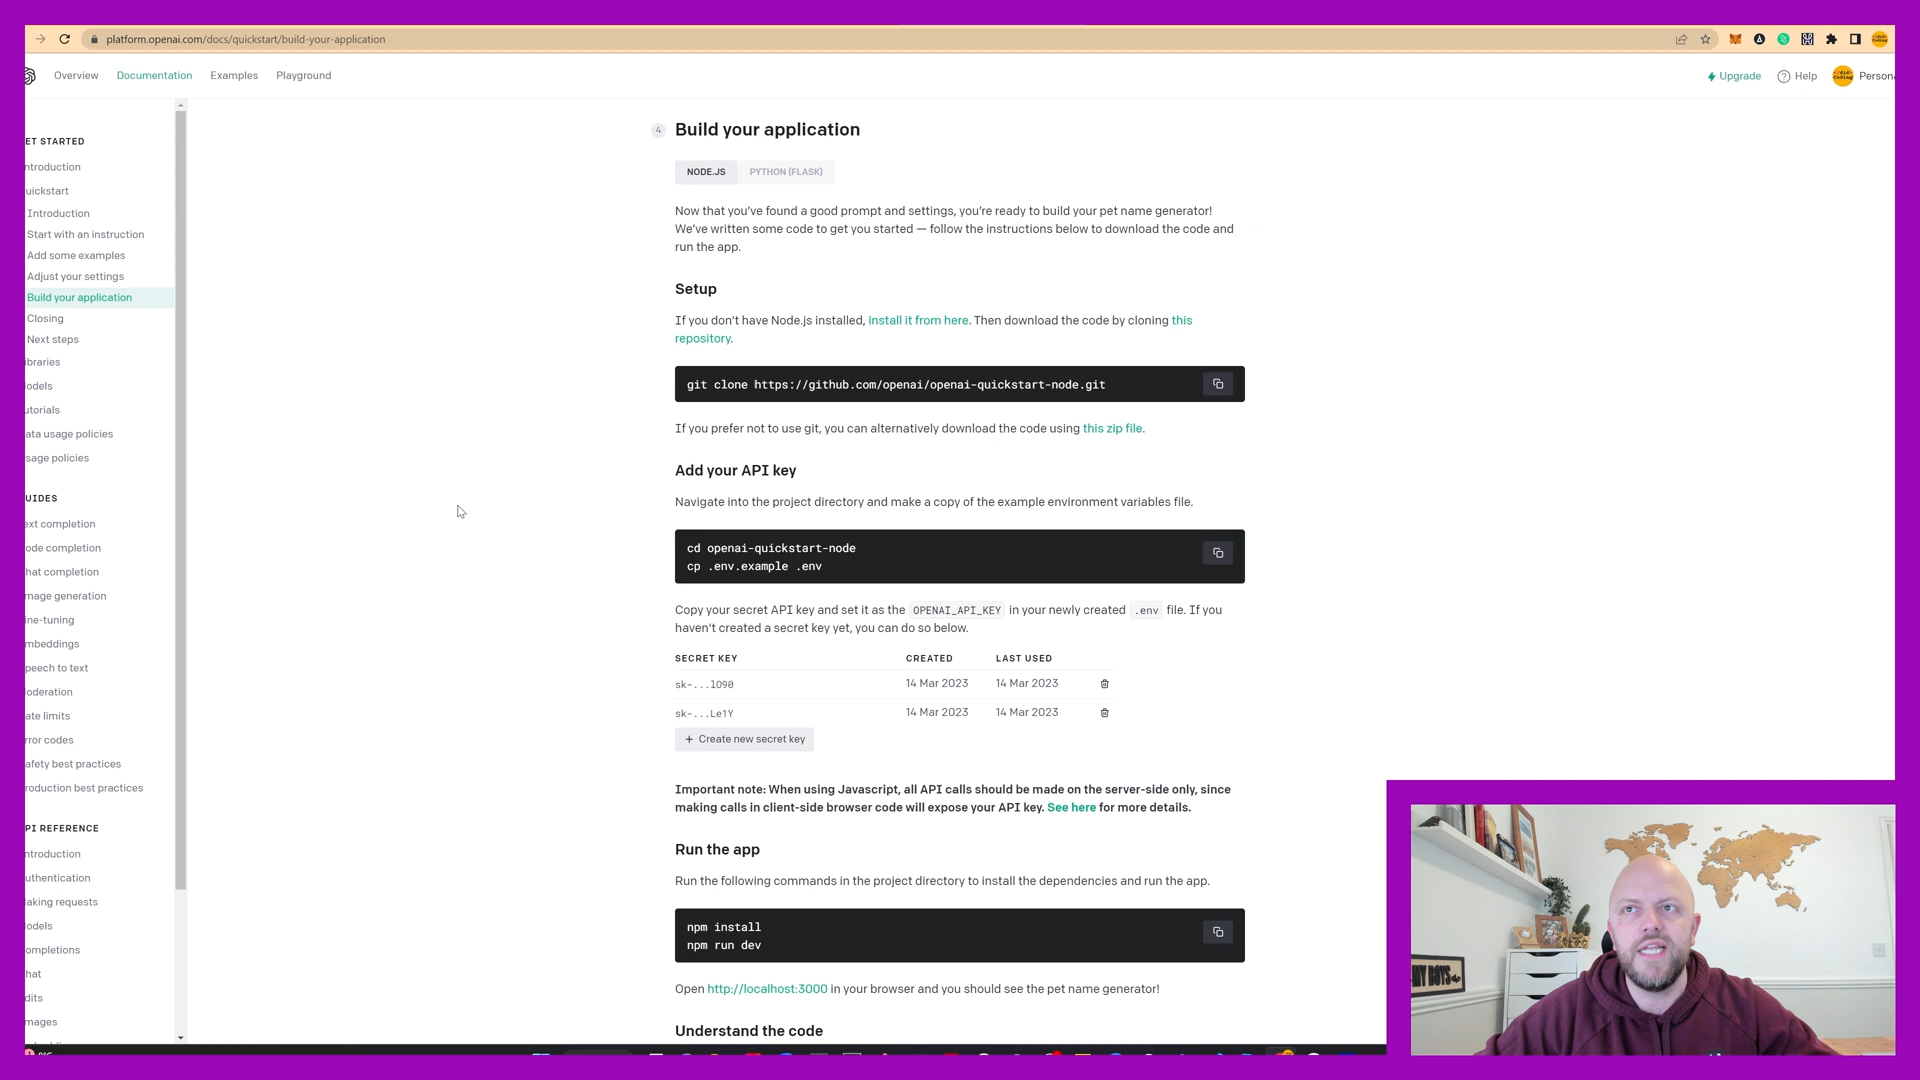 platform.openai.com/docs/quickstart/build-your-application
Overview Documentation Examples Playground
Upgrade Help Persona
ET STARTED
ntroduction
uickstart
Introduction
Start with an instruction
Add some examples
Adjust your settings
Build your application
Closing
Next steps
ibraries
odels
utorials
ata usage policies
sage policies
UIDES
ext completion
ode completion
hat completion
mage generation
ine-tuning
mbeddings
peech to text
oderation
ate limits
rror codes
afety best practices
roduction best practices
PI REFERENCE
ntroduction
uthentication
aking requests
odels
ompletions
hat
dits
mages
4 Build your application
NODE.JS PYTHON (FLASK)
Now that you've found a good prompt and settings, you're ready to build your pet name generator!
We've written some code to get you started — follow the instructions below to download the code and
run the app.
Setup
If you don't have Node.js installed, install it from here. Then download the code by cloning this
repository.
git clone https://github.com/openai/openai-quickstart-node.git
If you prefer not to use git, you can alternatively download the code using this zip file.
Add your API key
Navigate into the project directory and make a copy of the example environment variables file.
cd openai-quickstart-node
cp .env.example .env
Copy your secret API key and set it as the OPENAI_API_KEY in your newly created .env file. If you
haven't created a secret key yet, you can do so below.
SECRET KEY CREATED LAST USED
sk-...lO90 14 Mar 2023 14 Mar 2023
sk-...Le1Y 14 Mar 2023 14 Mar 2023
+ Create new secret key
Important note: When using Javascript, all API calls should be made on the server-side only, since
making calls in client-side browser code will expose your API key. See here for more details.
Run the app
Run the following commands in the project directory to install the dependencies and run the app.
npm install
npm run dev
Open http://localhost:3000 in your browser and you should see the pet name generator!
Understand the code
MY BOYS